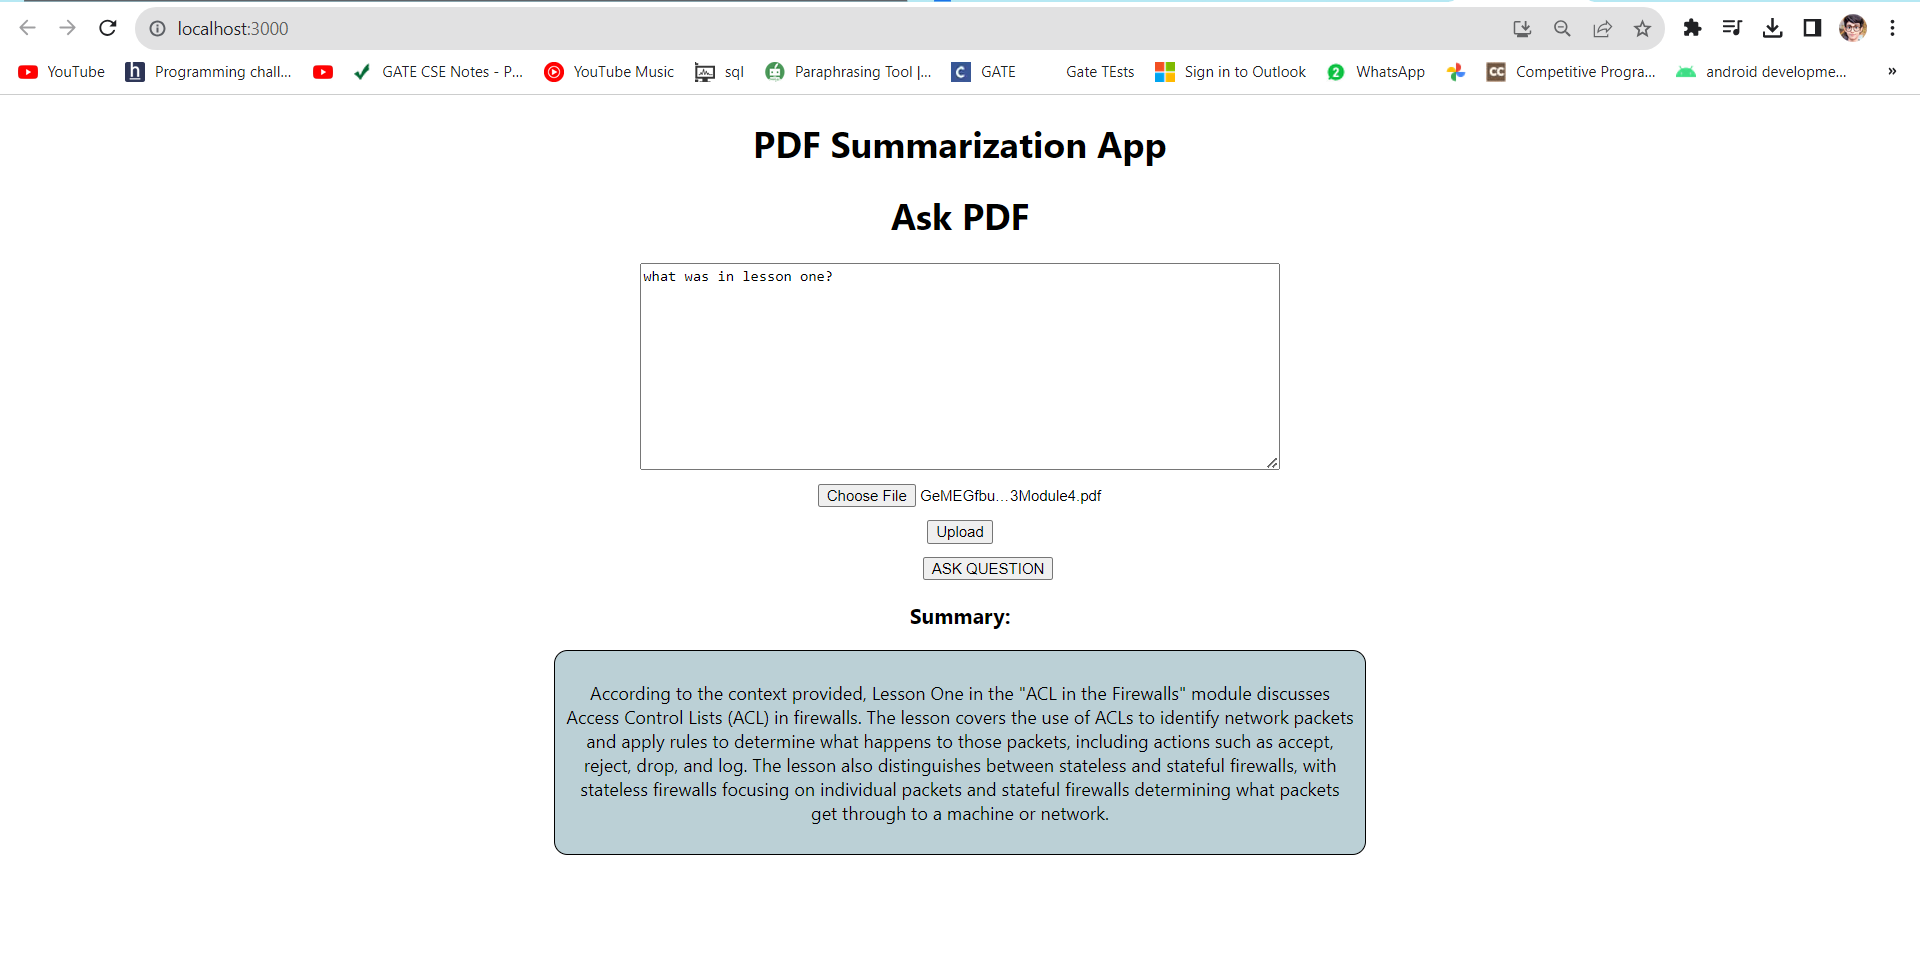 localhost:3000
YouTube
Programming chall...
GATE CSE Notes - P...
YouTube Music
sql
Paraphrasing Tool |...
C
GATE
Gate TEsts
Sign in to Outlook
2
WhatsApp
CC
Competitive Progra...
android developme...
»
PDF Summarization App
Ask PDF
what was in lesson one?
Choose File GeMEGfbu...3Module4.pdf
Upload
ASK QUESTION
Summary:
According to the context provided, Lesson One in the "ACL in the Firewalls" module discusses
Access Control Lists (ACL) in firewalls. The lesson covers the use of ACLs to identify network packets
and apply rules to determine what happens to those packets, including actions such as accept,
reject, drop, and log. The lesson also distinguishes between stateless and stateful firewalls, with
stateless firewalls focusing on individual packets and stateful firewalls determining what packets
get through to a machine or network.